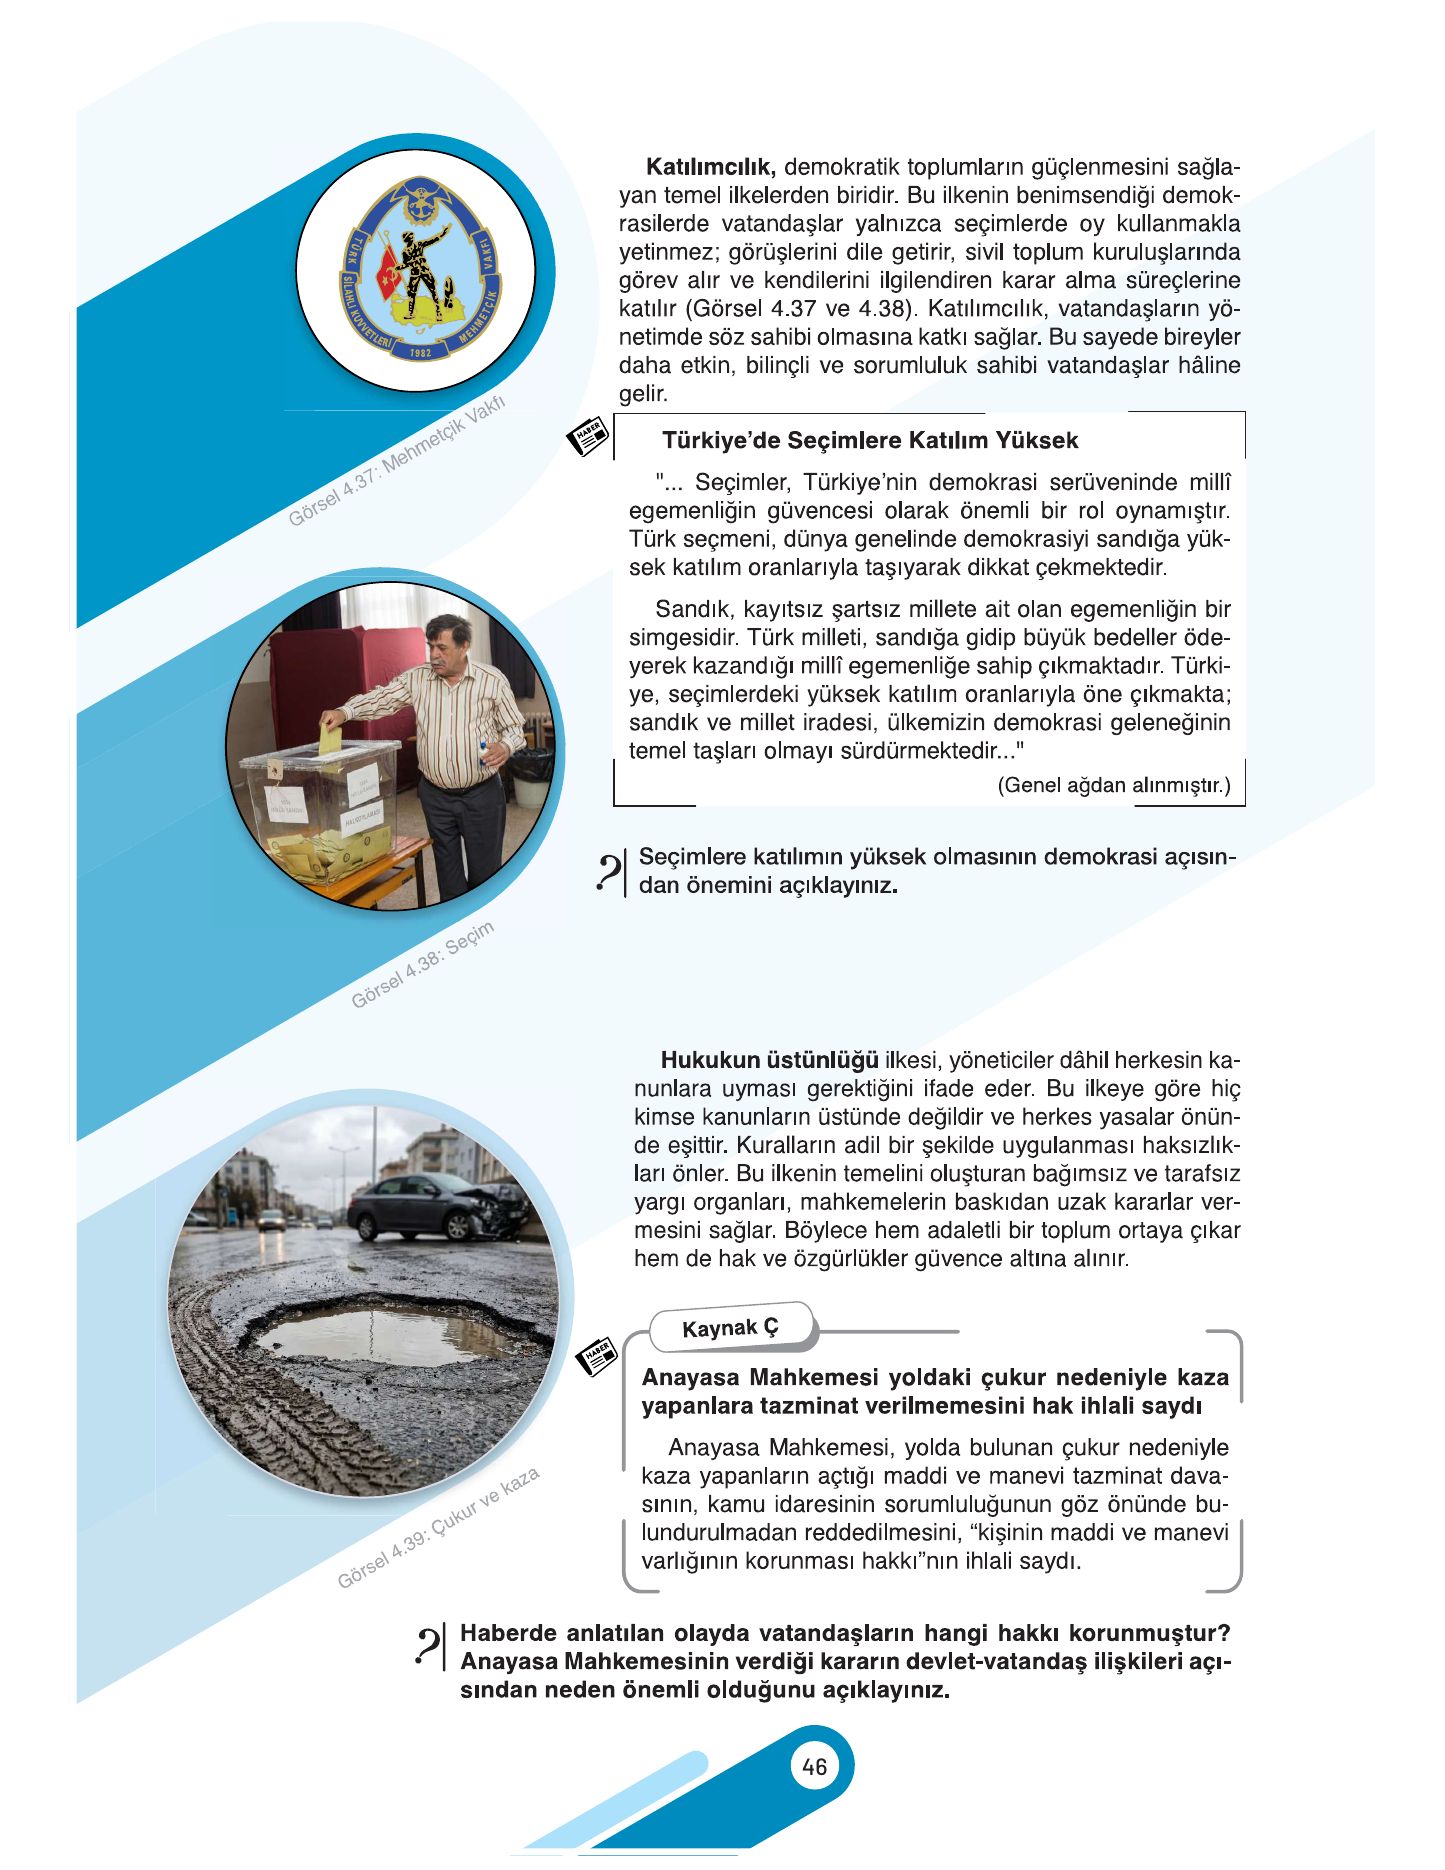 Katılımcılık, demokratik toplumların güçlenmesini sağla-
yan temel ilkelerden biridir. Bu ilkenin benimsendiği demok-
rasilerde vatandaşlar yalnızca seçimlerde oy kullanmakla
yetinmez; görüşlerini dile getirir, sivil toplum kuruluşlarında
görev alır ve kendilerini ilgilendiren karar alma süreçlerine
katılır (Görsel 4.37 ve 4.38). Katılımcılık, vatandaşların yö-
netimde söz sahibi olmasına katkı sağlar. Bu sayede bireyler
daha etkin, bilinçli ve sorumluluk sahibi vatandaşlar hâline
gelir.
TÜRK SİLAHLI KUVVETLERİ
1982
MEHMETÇİK VAKFI
Görsel 4.37: Mehmetçik Vakfı
HABER
Türkiye'de Seçimlere Katılım Yüksek
"... Seçimler, Türkiye'nin demokrasi serüveninde millî
egemenliğin güvencesi olarak önemli bir rol oynamıştır.
Türk seçmeni, dünya genelinde demokrasiyi sandığa yük-
sek katılım oranlarıyla taşıyarak dikkat çekmektedir.
Sandık, kayıtsız şartsız millete ait olan egemenliğin bir
simgesidir. Türk milleti, sandığa gidip büyük bedeller öde-
yerek kazandığı millî egemenliğe sahip çıkmaktadır. Türki-
ye, seçimlerdeki yüksek katılım oranlarıyla öne çıkmakta;
sandık ve millet iradesi, ülkemizin demokrasi geleneğinin
temel taşları olmayı sürdürmektedir..."
(Genel ağdan alınmıştır.)
HALKOYLAMASI
Görsel 4.38: Seçim
? Seçimlere katılımın yüksek olmasının demokrasi açısın-
dan önemini açıklayınız.
Hukukun üstünlüğü ilkesi, yöneticiler dâhil herkesin ka-
nunlara uyması gerektiğini ifade eder. Bu ilkeye göre hiç
kimse kanunların üstünde değildir ve herkes yasalar önün-
de eşittir. Kuralların adil bir şekilde uygulanması haksızlık-
ları önler. Bu ilkenin temelini oluşturan bağımsız ve tarafsız
yargı organları, mahkemelerin baskıdan uzak kararlar ver-
mesini sağlar. Böylece hem adaletli bir toplum ortaya çıkar
hem de hak ve özgürlükler güvence altına alınır.
Görsel 4.39: Çukur ve kaza
HABER
Kaynak Ç
Anayasa Mahkemesi yoldaki çukur nedeniyle kaza
yapanlara tazminat verilmemesini hak ihlali saydı
Anayasa Mahkemesi, yolda bulunan çukur nedeniyle
kaza yapanların açtığı maddi ve manevi tazminat dava-
sının, kamu idaresinin sorumluluğunun göz önünde bu-
lundurulmadan reddedilmesini, “kişinin maddi ve manevi
varlığının korunması hakkı”nın ihlali saydı.
? Haberde anlatılan olayda vatandaşların hangi hakkı korunmuştur?
Anayasa Mahkemesinin verdiği kararın devlet-vatandaş ilişkileri açı-
sından neden önemli olduğunu açıklayınız.
46